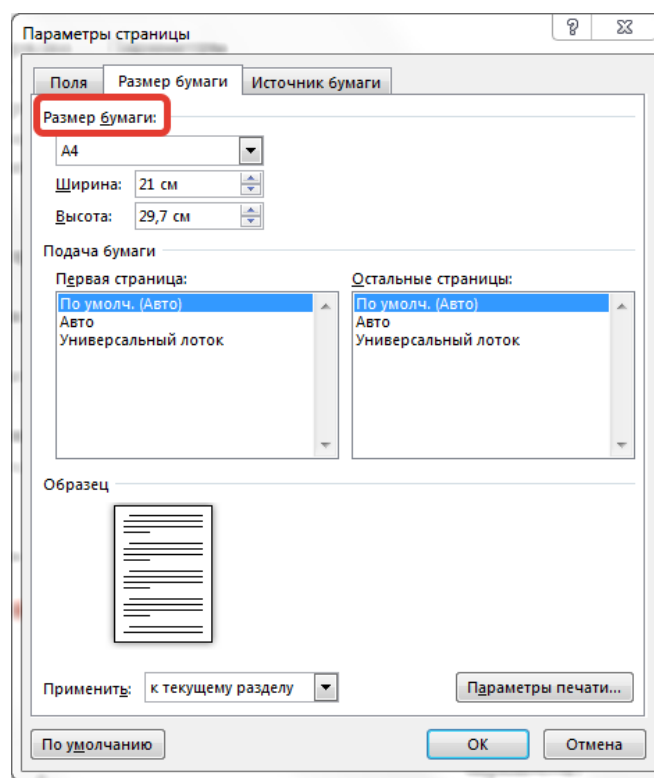 Параметры страницы
Поля Размер бумаги Источник бумаги
Размер бумаги:
A4
Ширина: 21 см
Высота: 29,7 см
Подача бумаги
Первая страница: Остальные страницы:
По умолч. (Авто) По умолч. (Авто)
Авто Авто
Универсальный лоток Универсальный лоток
Образец
Применить: к текущему разделу Параметры печати...
По умолчанию ОК Отмена